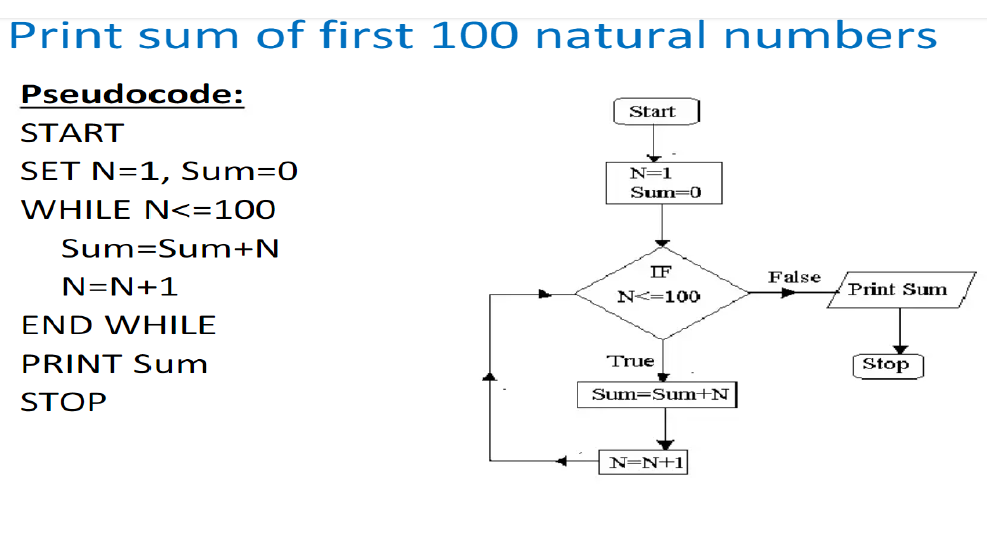 Print sum of first 100 natural numbers
Pseudocode:
START
SET N=1, Sum=0
WHILE N<=100
Sum=Sum+N
N=N+1
END WHILE
PRINT Sum
STOP
Start
N=1
Sum=0
IF
N<=100
False
Print Sum
Stop
True
Sum=Sum+N
N=N+1